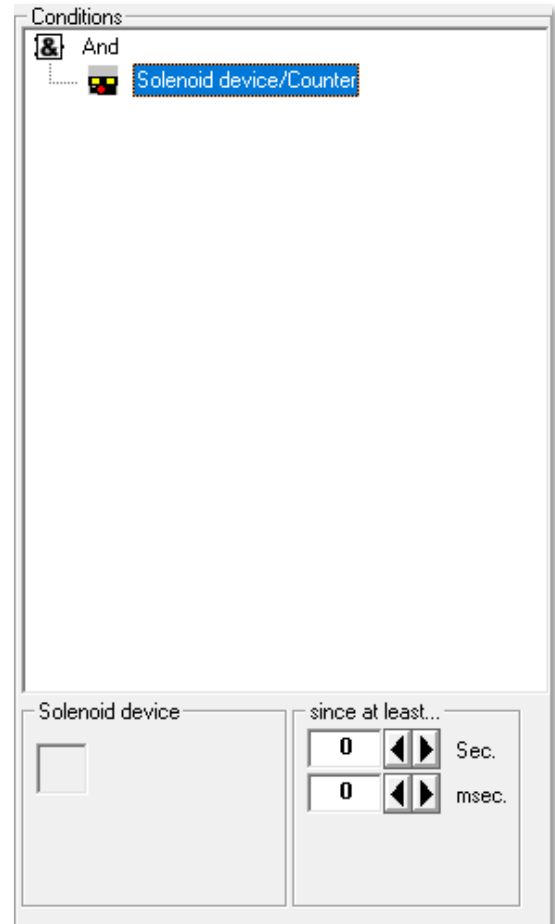 Conditions
& And
Solenoid device/Counter
Solenoid device
since at least...
0 Sec.
0 msec.